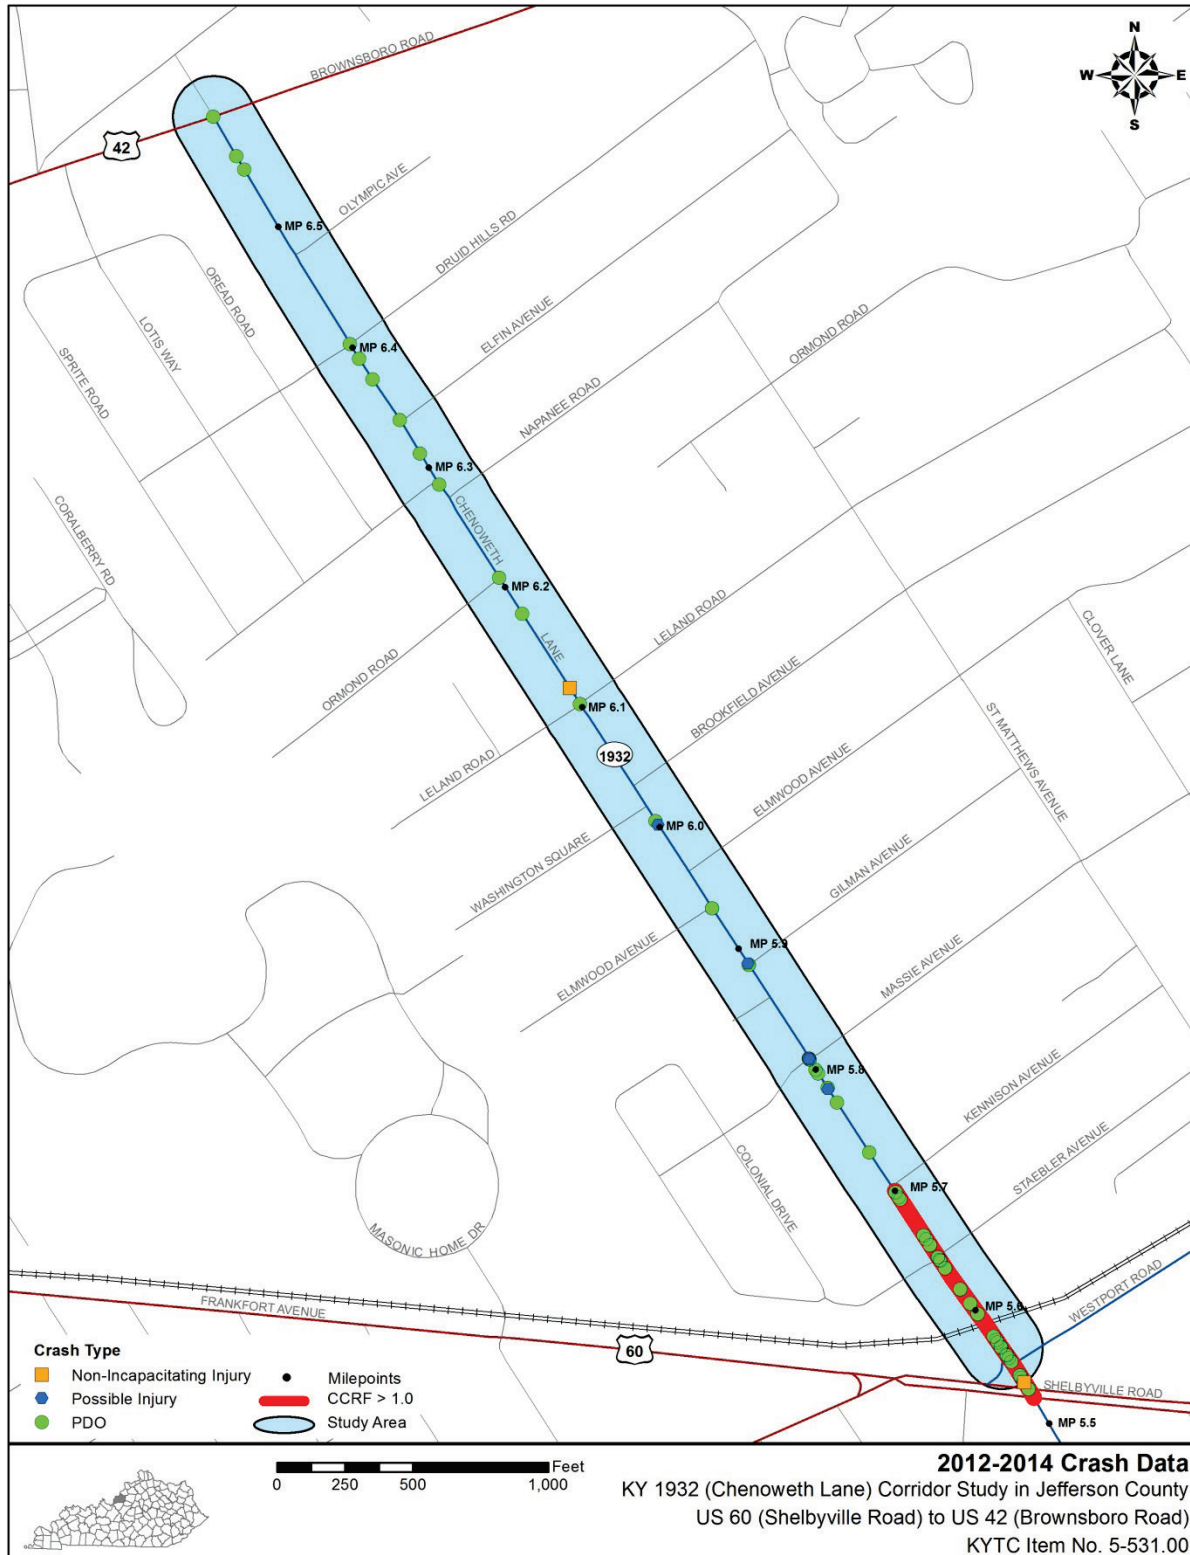 N
W E
S
BROWNSBORO ROAD
42
OLYMPIC AVE
MP 6.5
DRUID HILLS RD
OREAD ROAD
LOTIS WAY
ELFIN AVENUE
SPRITE ROAD
MP 6.4
ORMOND ROAD
NAPANEE ROAD
MP 6.3
CORALBERRY RD
CHENOWETH
MP 6.2
LANE
LELAND ROAD
CLOVER LANE
ORMOND ROAD
MP 6.1
BROOKFIELD AVENUE
ST MATTHEWS AVENUE
1932
LELAND ROAD
ELMWOOD AVENUE
MP 6.0
WASHINGTON SQUARE
GILMAN AVENUE
MP 5.9
ELMWOOD AVENUE
MASSIE AVENUE
MP 5.8
KENNISON AVENUE
COLONIAL DRIVE
STAEBLER AVENUE
MP 5.7
MASONIC HOME DR
MP 5.6
WESTPORT ROAD
FRANKFORT AVENUE
60
SHELBYVILLE ROAD
MP 5.5
Crash Type
Non-Incapacitating Injury
Possible Injury
PDO
Milepoints
CCRF > 1.0
Study Area
Feet
0 250 500 1,000
2012-2014 Crash Data
KY 1932 (Chenoweth Lane) Corridor Study in Jefferson County
US 60 (Shelbyville Road) to US 42 (Brownsboro Road)
KYTC Item No. 5-531.00